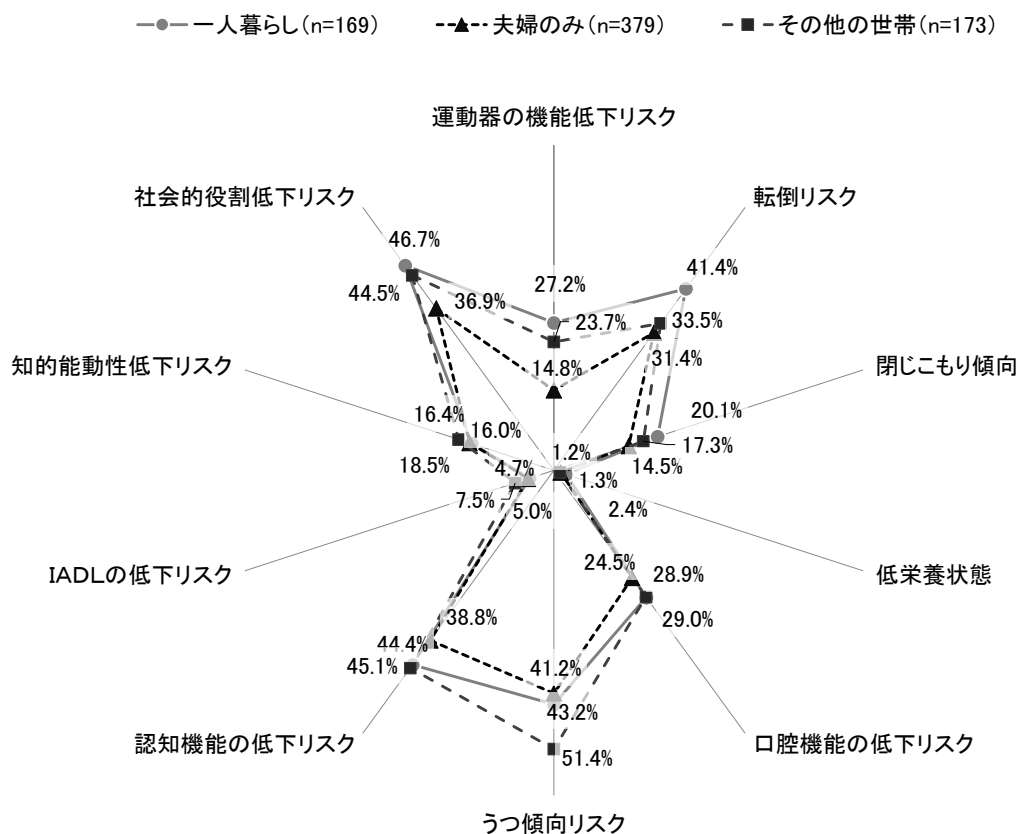 一人暮らし(n=169) 夫婦のみ(n=379) その他の世帯(n=173)
運動器の機能低下リスク
社会的役割低下リスク 転倒リスク
46.7% 41.4%
27.2%
44.5% 36.9% 23.7% 33.5%
14.8% 31.4%
知的能動性低下リスク 閉じこもり傾向
16.4% 20.1%
16.0% 17.3%
18.5% 4.7% 1.2% 14.5%
7.5% 1.3%
5.0% 2.4%
IADLの低下リスク 低栄養状態
24.5% 28.9%
38.8% 29.0%
44.4%
45.1% 41.2%
43.2%
認知機能の低下リスク 口腔機能の低下リスク
51.4%
うつ傾向リスク